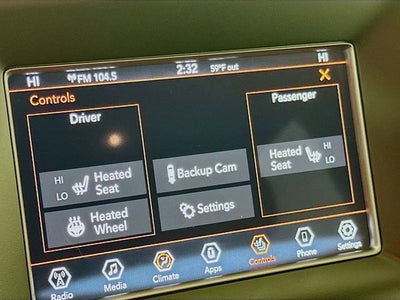 HI FM 104.5 2:32 59°F out HI
Controls
X
Driver
Passenger
HI
LO
Heated
Seat
Heated
Wheel
Backup Cam
Settings
Heated
Seat
HI
LO
Radio Media Climate Apps Controls Phone Settings